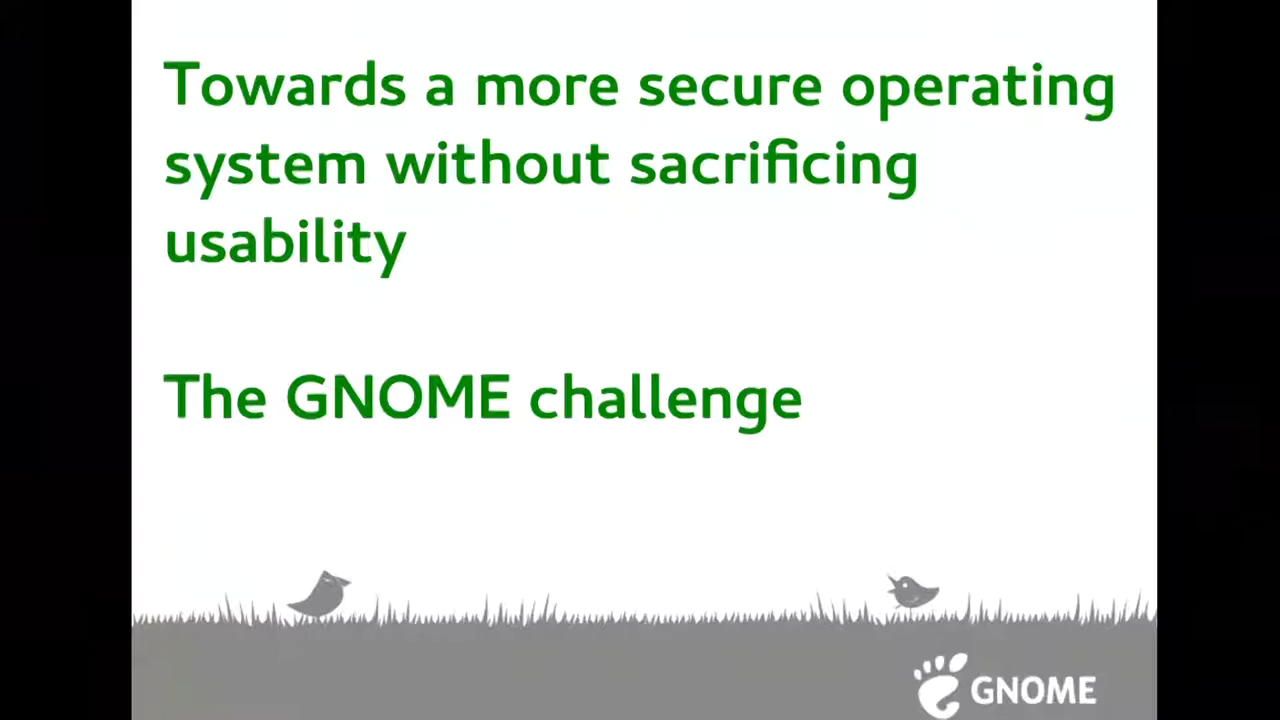 Towards a more secure operating
system without sacrificing
usability
The GNOME challenge
GNOME